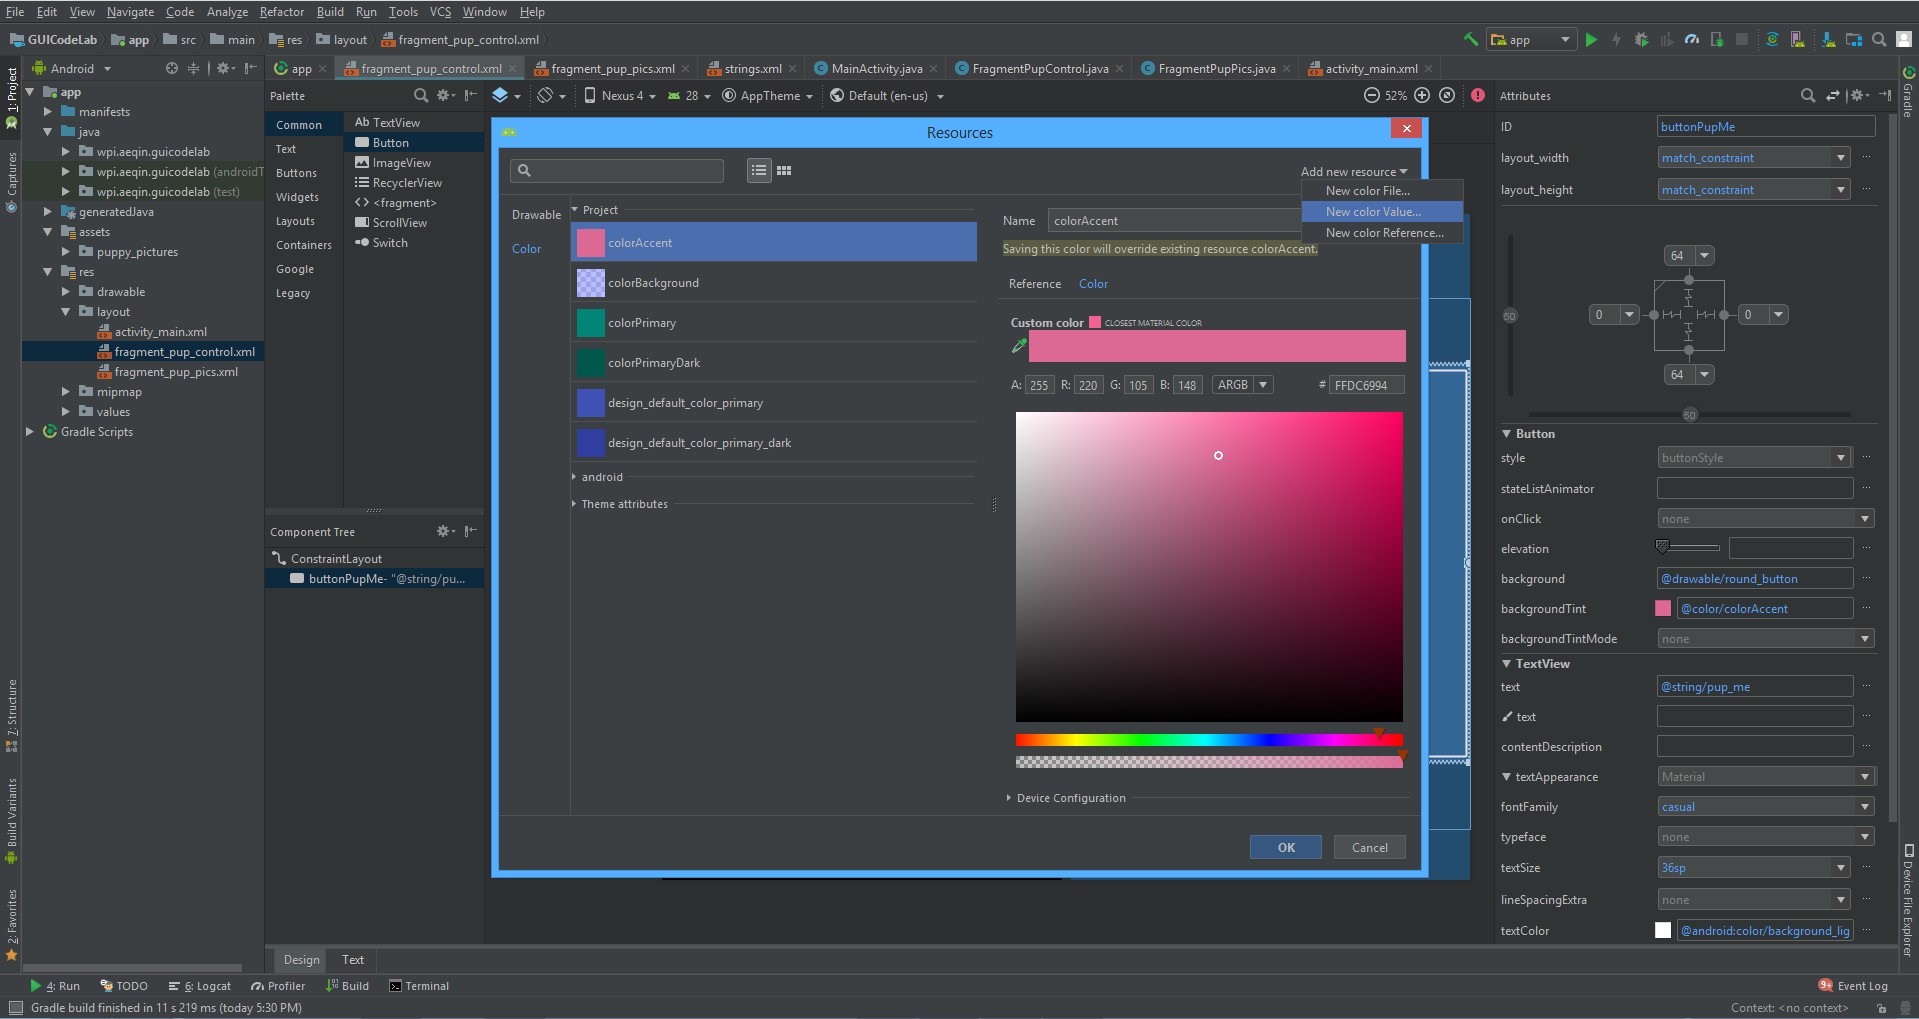 File Edit View Navigate Code Analyze Refactor Build Run Tools VCS Window Help
GUICodeLab app src main res layout fragment_pup_control.xml app
1: Project
Captures
7: Structure
Build Variants
2: Favorites
Android
app
manifests
java
wpi.aeqin.guicodelab
wpi.aeqin.guicodelab (androidT
wpi.aeqin.guicodelab (test)
generatedJava
assets
puppy_pictures
res
drawable
layout
activity_main.xml
fragment_pup_control.xml
fragment_pup_pics.xml
mipmap
values
Gradle Scripts
app fragment_pup_control.xml fragment_pup_pics.xml strings.xml MainActivity.java FragmentPupControl.java FragmentPupPics.java activity_main.xml
Palette
Common
Text
Buttons
Widgets
Layouts
Containers
Google
Legacy
Ab TextView
Button
ImageView
RecyclerView
<> <fragment>
ScrollView
Switch
Component Tree
ConstraintLayout
buttonPupMe- "@string/pu...
Nexus 4 28 AppTheme Default (en-us) 52%
Resources
Add new resource
New color File...
New color Value...
New color Reference...
Drawable
Color
Project
colorAccent
colorBackground
colorPrimary
colorPrimaryDark
design_default_color_primary
design_default_color_primary_dark
android
Theme attributes
Name colorAccent
Saving this color will override existing resource colorAccent.
Reference Color
Custom color CLOSEST MATERIAL COLOR
A: 255 R: 220 G: 105 B: 148 ARGB # FFDC6994
Device Configuration
OK Cancel
Design Text
Attributes
ID buttonPupMe
layout_width match_constraint ...
layout_height match_constraint ...
64
0 0
64
50
50
Button
style buttonStyle ...
stateListAnimator ...
onClick none
elevation ...
background @drawable/round_button ...
backgroundTint @color/colorAccent ...
backgroundTintMode none
TextView
text @string/pup_me ...
text ...
contentDescription ...
textAppearance Material
fontFamily casual
typeface none
textSize 36sp ...
lineSpacingExtra none ...
textColor @android:color/background_lig ...
Gradle
Device File Explorer
4: Run TODO 6: Logcat Profiler Build Terminal 9+ Event Log
Gradle build finished in 11 s 219 ms (today 5:30 PM) Context: <no context>